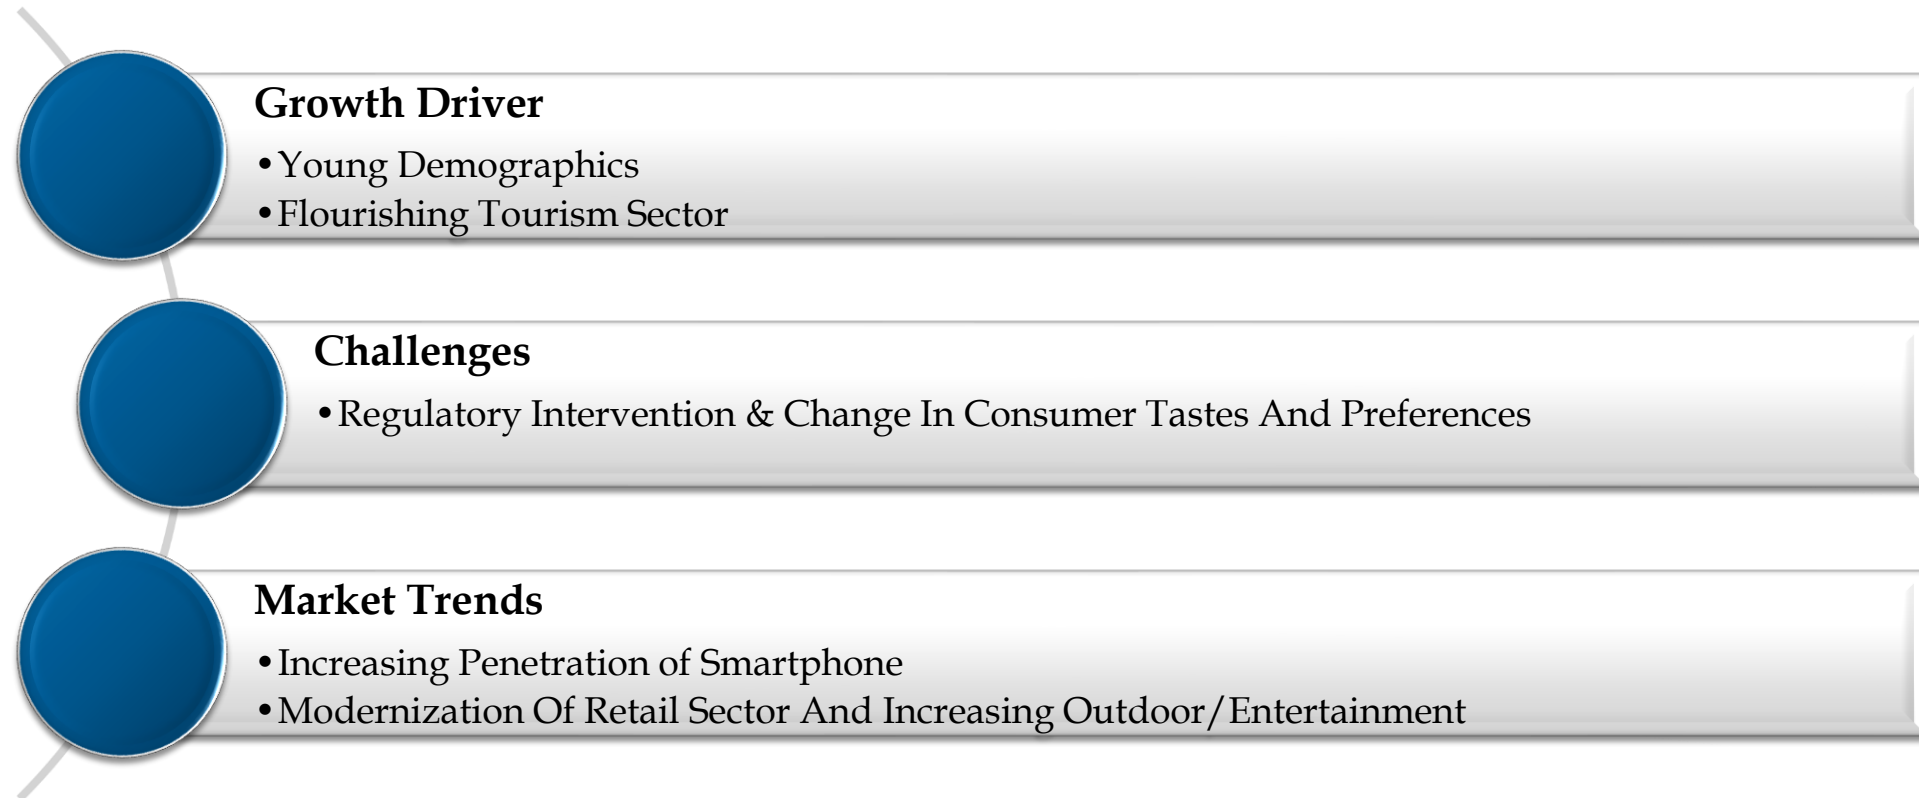 Growth Driver
•Young Demographics
•Flourishing Tourism Sector
Challenges
•Regulatory Intervention & Change In Consumer Tastes And Preferences
Market Trends
•Increasing Penetration of Smartphone
•Modernization Of Retail Sector And Increasing Outdoor/Entertainment